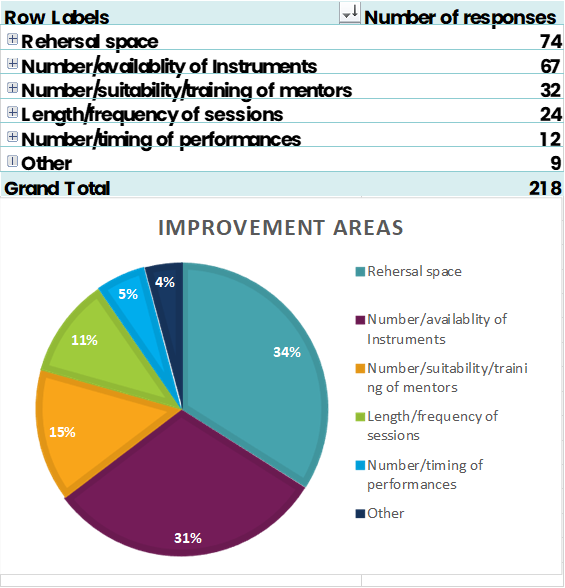 Row Labels Number of responses
Rehersal space 74
Number/availablity of Instruments 67
Number/suitability/training of mentors 32
Length/frequency of sessions 24
Number/timing of performances 12
Other 9
Grand Total 218
IMPROVEMENT AREAS
4%
5%
11%
34%
15%
31%
Rehersal space
Number/availablity of
Instruments
Number/suitability/traini
ng of mentors
Length/frequency of
sessions
Number/timing of
performances
Other